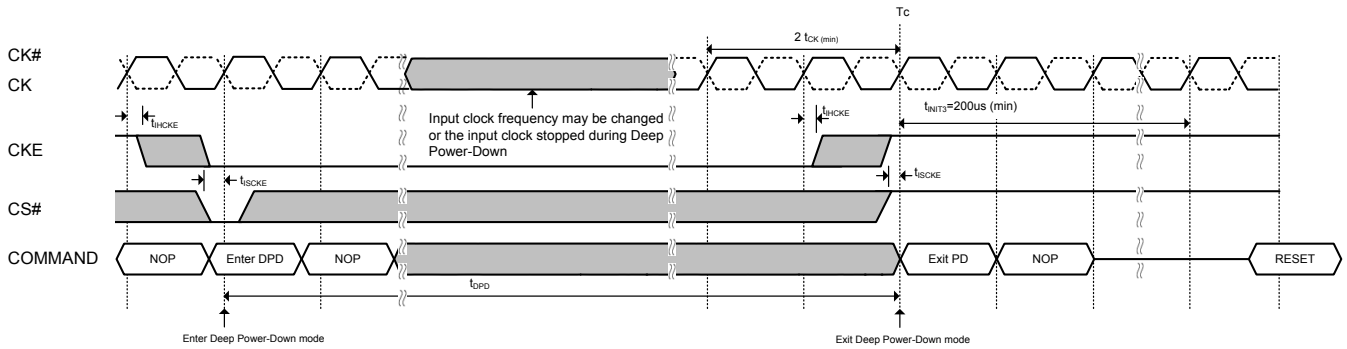 Tc
CK#
2 tCK (min)
CK
Input clock frequency may be changed
or the input clock stopped during Deep
Power-Down
tIHCKE
tIHCKE
tINIT3=200us (min)
CKE
tISCKE
tISCKE
CS#
COMMAND
NOP
Enter DPD
NOP
Exit PD
NOP
RESET
tDPD
Enter Deep Power-Down mode
Exit Deep Power-Down mode